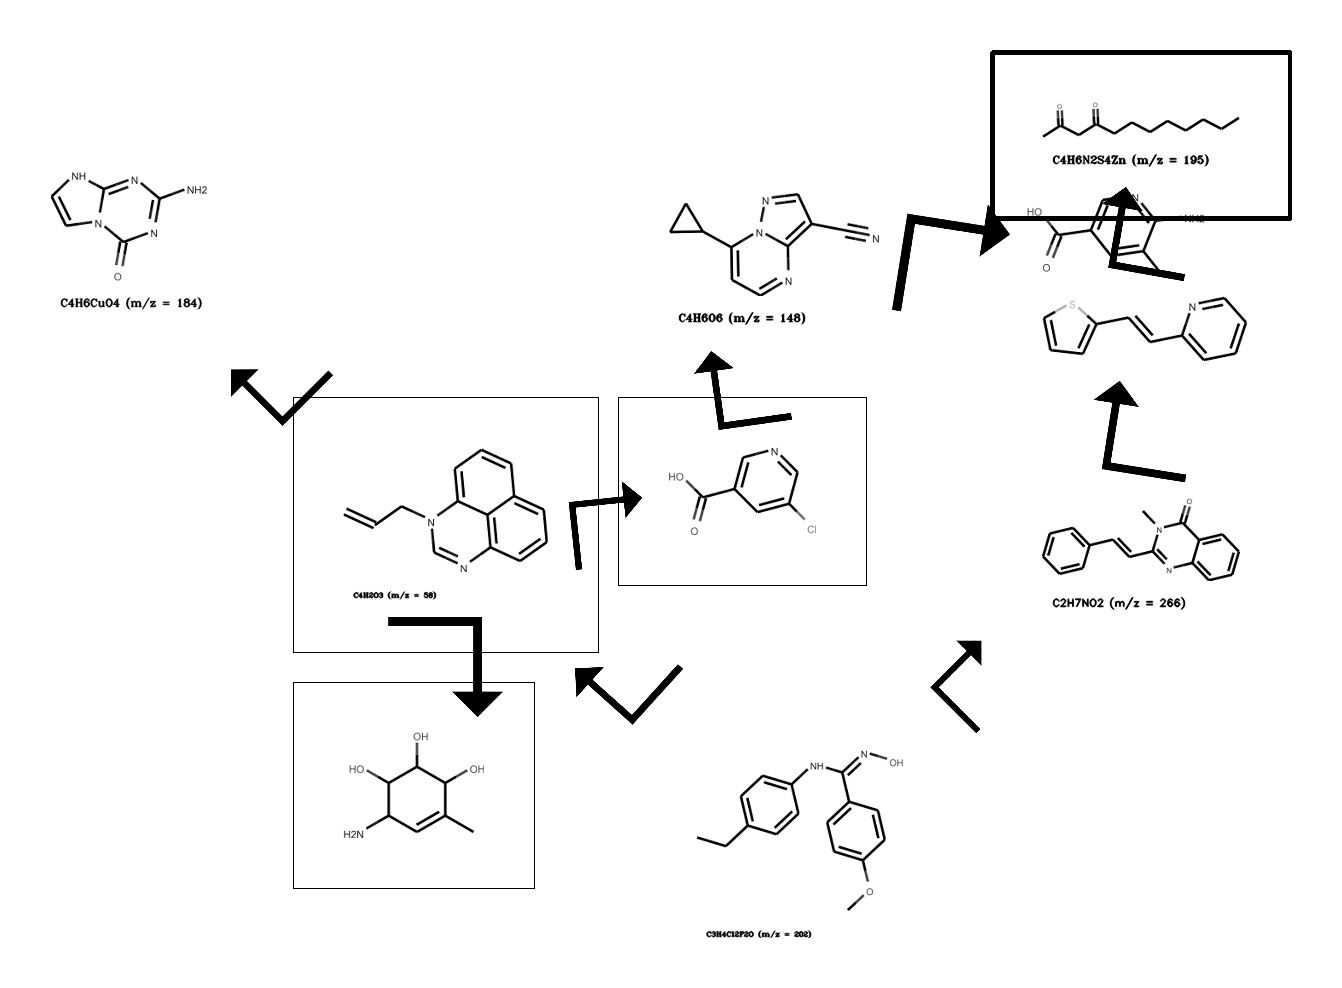 O
O
C4H6N2S4Zn (m/z = 195)
NH
N
NH2
N
N
O
C4H6CuO4 (m/z = 184)
N
N
N
N
C4H6O6 (m/z = 148)
HO
N
NH2
O
S
N
N
HO
O
Cl
N
N
C4H2O3 (m/z = 58)
O
N
N
C2H7NO2 (m/z = 266)
OH
HO
OH
H2N
NH
N
OH
O
C3H4Cl2F2O (m/z = 202)